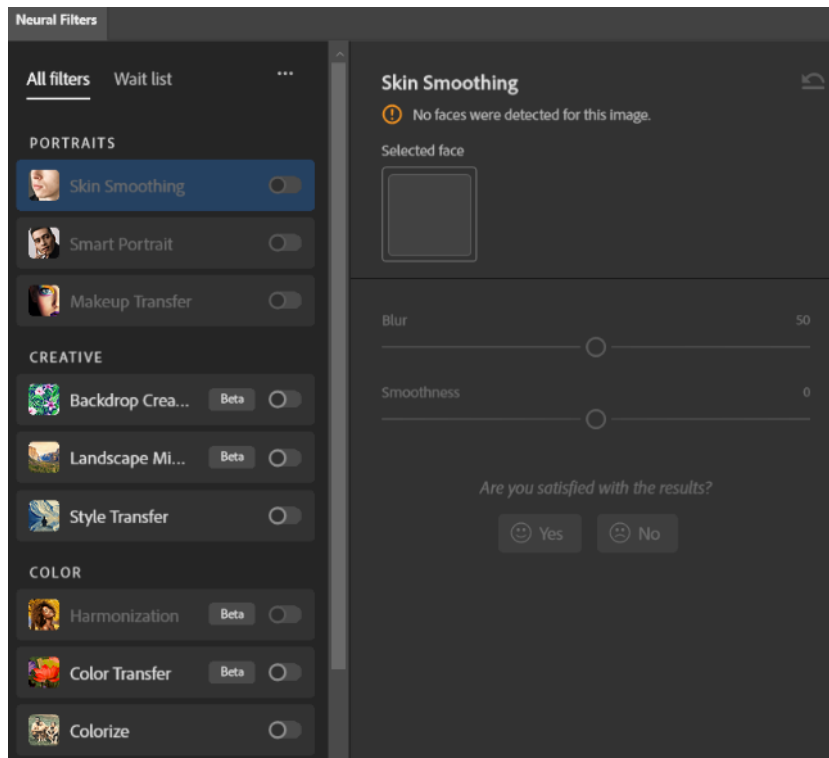 Neural Filters
All filters
Wait list
PORTRAITS
Skin Smoothing
Smart Portrait
Makeup Transfer
CREATIVE
Backdrop Crea... Beta
Landscape Mi... Beta
Style Transfer
COLOR
Harmonization Beta
Color Transfer Beta
Colorize
Skin Smoothing
No faces were detected for this image.
Selected face
Blur 50
Smoothness 0
Are you satisfied with the results?
Yes
No